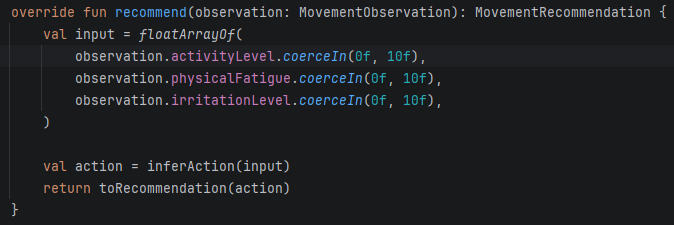 override fun recommend(observation: MovementObservation): MovementRecommendation {
    val input = floatArrayOf(
        observation.activityLevel.coerceIn(0f, 10f),
        observation.physicalFatigue.coerceIn(0f, 10f),
        observation.irritationLevel.coerceIn(0f, 10f),
    )

    val action = inferAction(input)
    return toRecommendation(action)
}